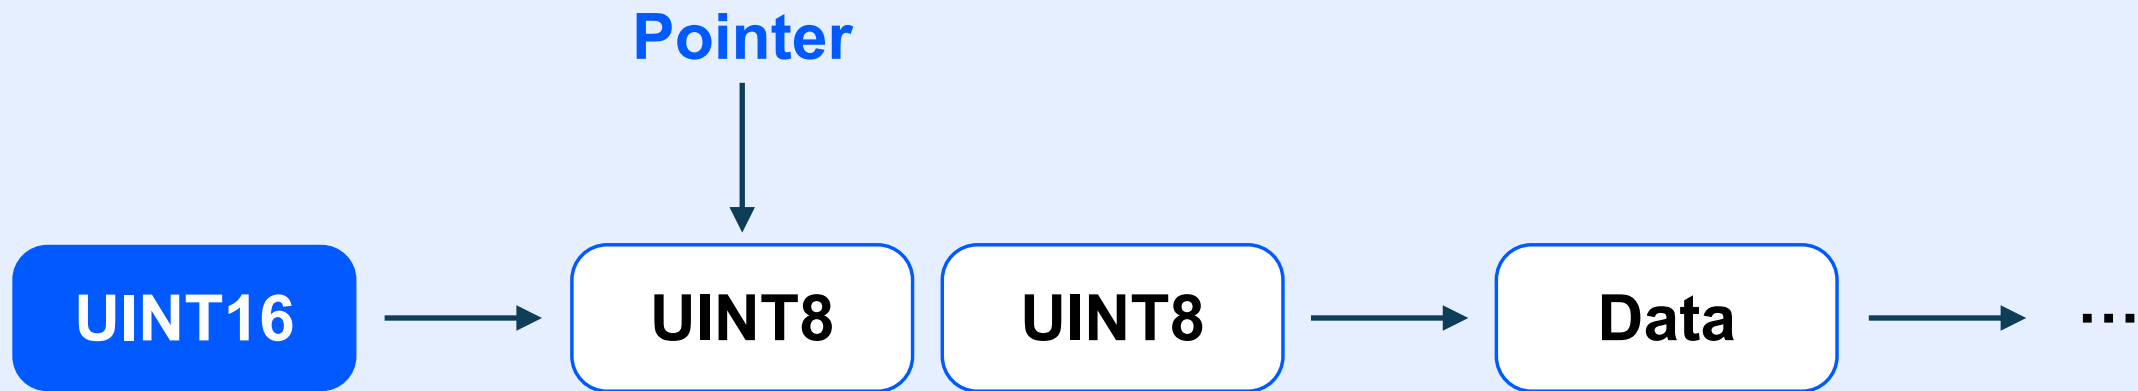 Pointer
UINT16 UINT8 UINT8 Data ...